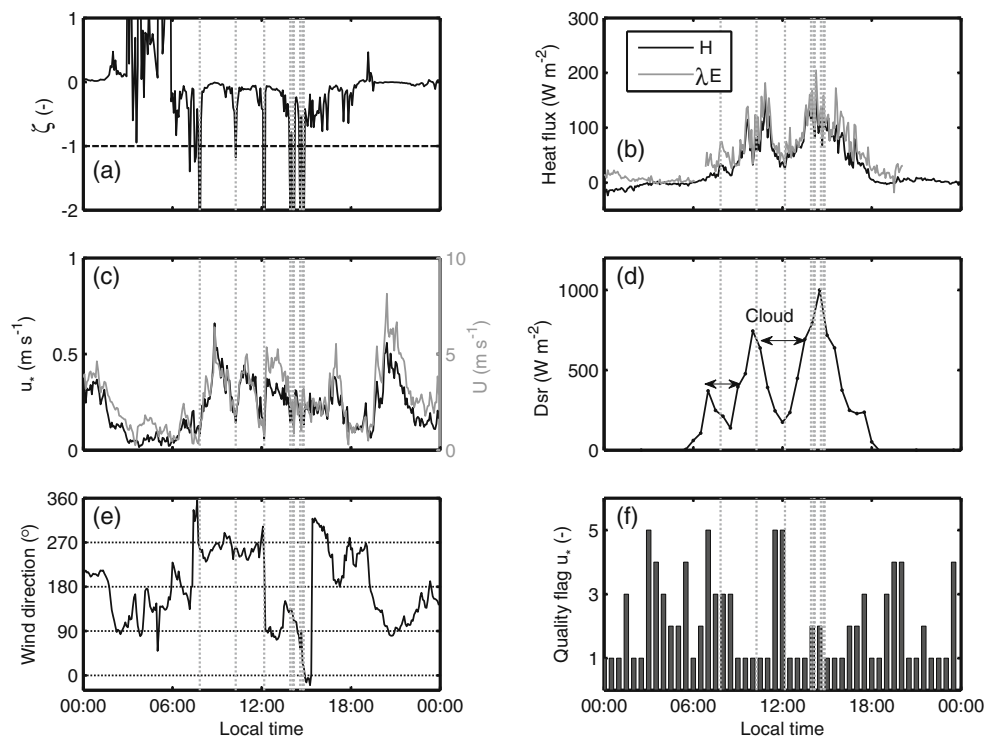 1
0
-1
-2
ζ (-)
(a)
300
200
100
0
Heat flux (W m-2)
H
λE
(b)
1
0.5
0
u* (m s-1)
(c)
10
5
0
U (m s-1)
1000
500
0
Dsr (W m-2)
(d)
Cloud
360
270
180
90
0
Wind direction (o)
(e)
00:00 06:00 12:00 18:00 00:00
Local time
5
3
1
Quality flag u* (-)
(f)
00:00 06:00 12:00 18:00 00:00
Local time